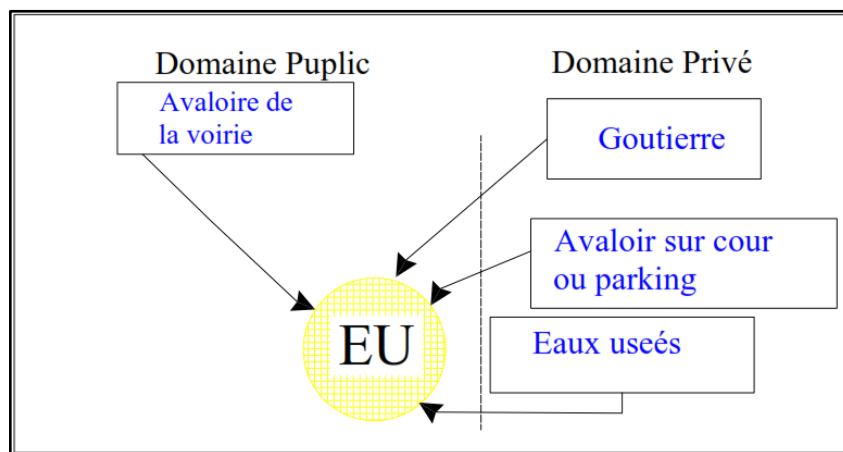 Domaine Puplic
Domaine Privé
Avaloire de
la voirie
Goutierre
Avaloir sur cour
ou parking
EU
Eaux useés